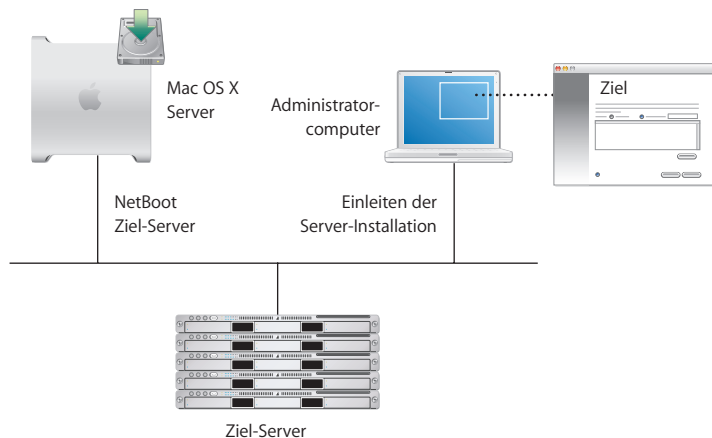 Mac OS X
Server
Administrator-
computer
Ziel
NetBoot
Ziel-Server
Einleiten der
Server-Installation
Ziel-Server